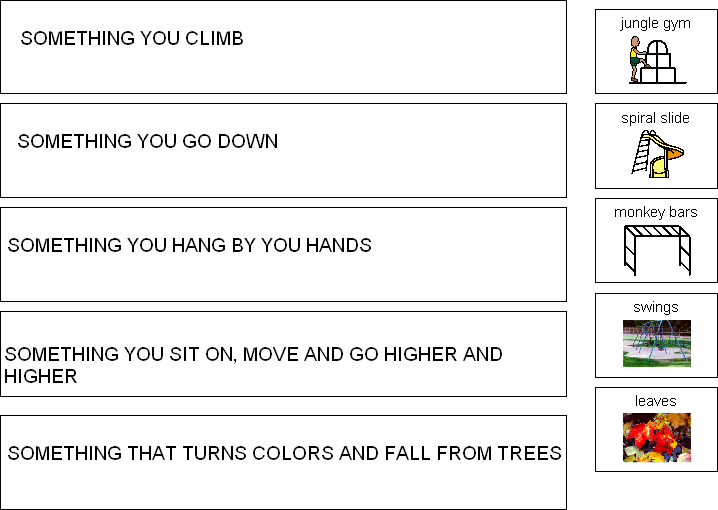 SOMETHING YOU CLIMB
jungle gym
SOMETHING YOU GO DOWN
spiral slide
SOMETHING YOU HANG BY YOU HANDS
monkey bars
SOMETHING YOU SIT ON, MOVE AND GO HIGHER AND
HIGHER
swings
SOMETHING THAT TURNS COLORS AND FALL FROM TREES
leaves